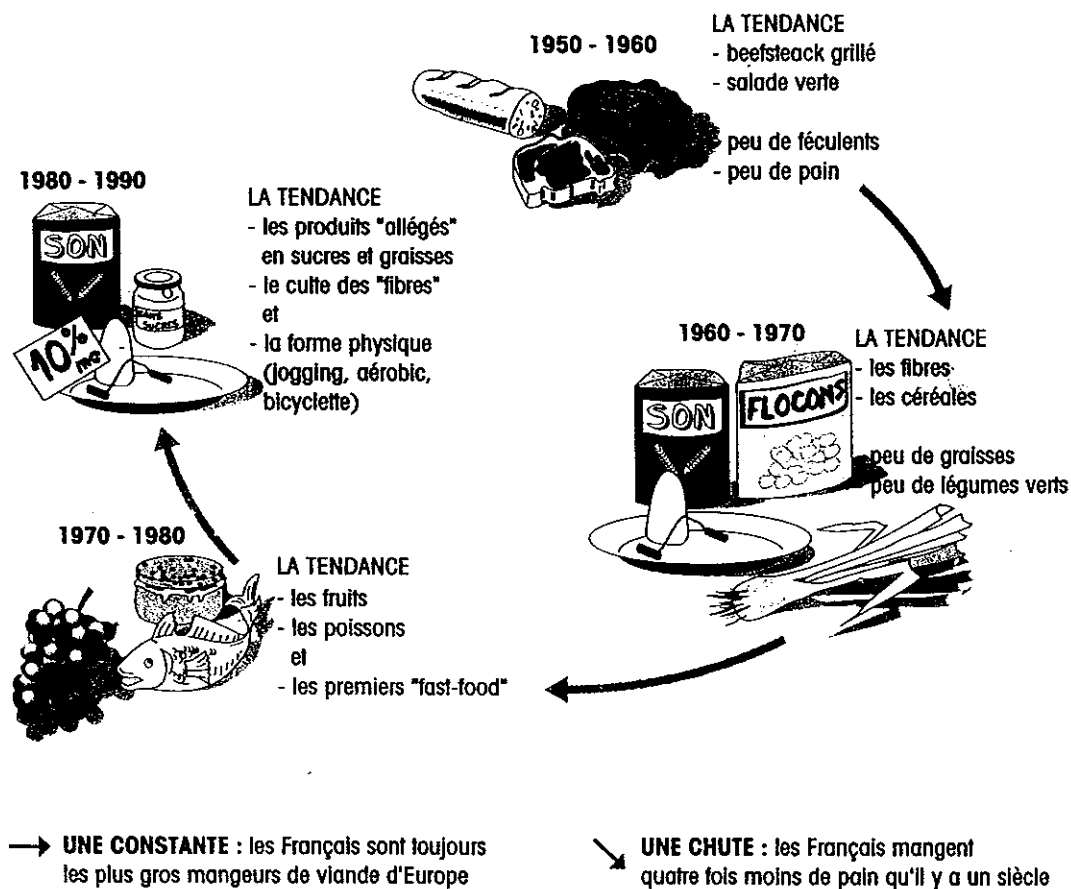 1950 - 1960
LA TENDANCE
- beefsteack grillé
- salade verte
peu de féculents
- peu de pain
1960 - 1970
LA TENDANCE
- les fibres
- les céréales
peu de graisses
peu de légumes verts
SON
FLOCONS
1970 - 1980
LA TENDANCE
- les fruits
- les poissons
et
- les premiers "fast-food"
1980 - 1990
LA TENDANCE
- les produits "allégés"
en sucres et graisses
- le culte des "fibres"
et
- la forme physique
(jogging, aérobic,
bicyclette)
SON
SANS
SUCRES
10%
→ UNE CONSTANTE : les Français sont toujours
les plus gros mangeurs de viande d'Europe
↘ UNE CHUTE : les Français mangent
quatre fois moins de pain qu'il y a un siècle